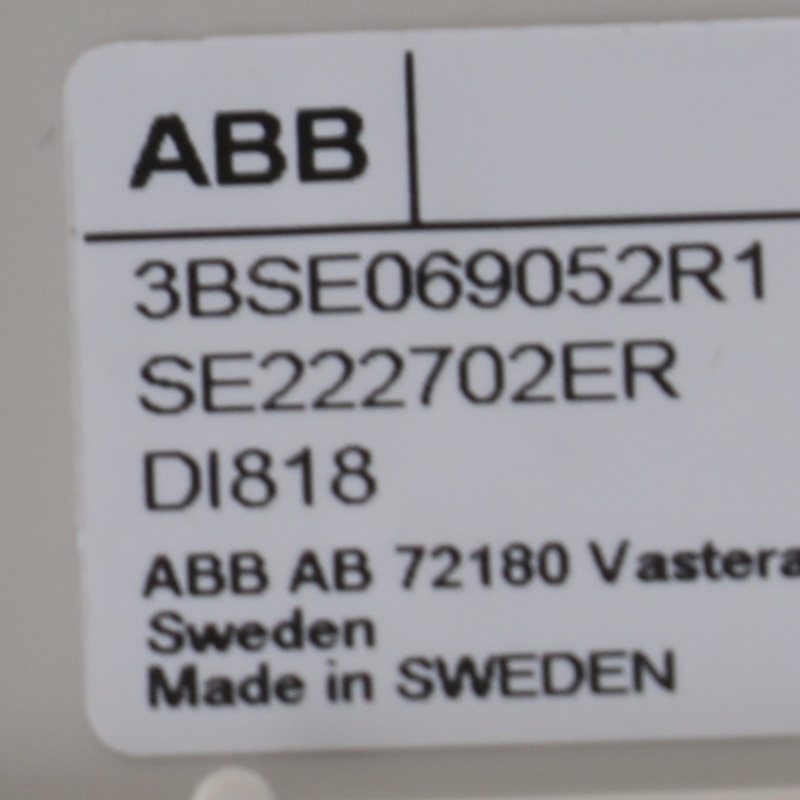 ABB
3BSE069052R1
SE222702ER
DI818
ABB AB 72180 Vastera
Sweden
Made in SWEDEN